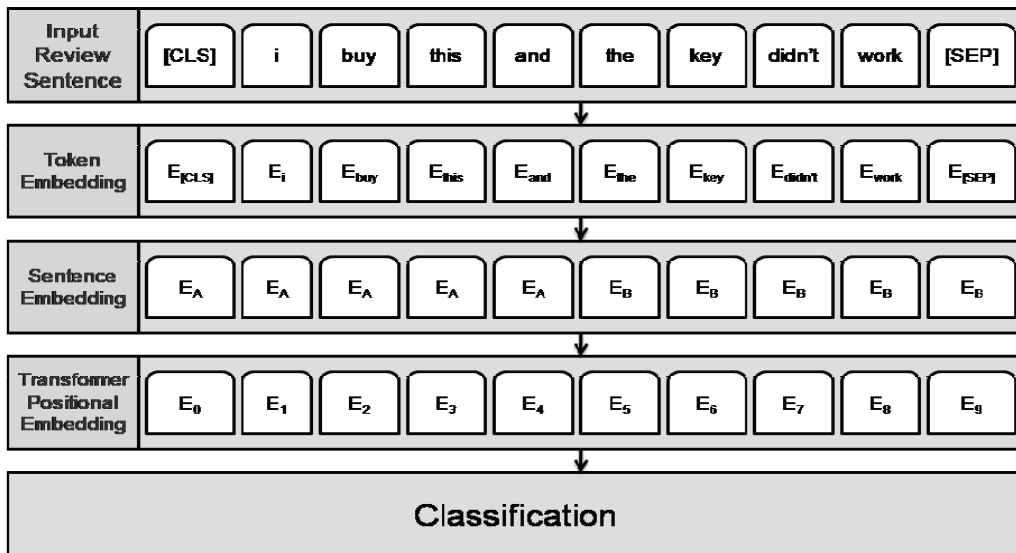 Input Review Sentence [CLS] i buy this and the key didn't work [SEP]
Token Embedding E[CLS] Ei Ebuy Ethis Eand Ethe Ekey Edidn't Ework E[SEP]
Sentence Embedding EA EA EA EA EA EB EB EB EB EB
Transformer Positional Embedding E0 E1 E2 E3 E4 E5 E6 E7 E8 E9
Classification